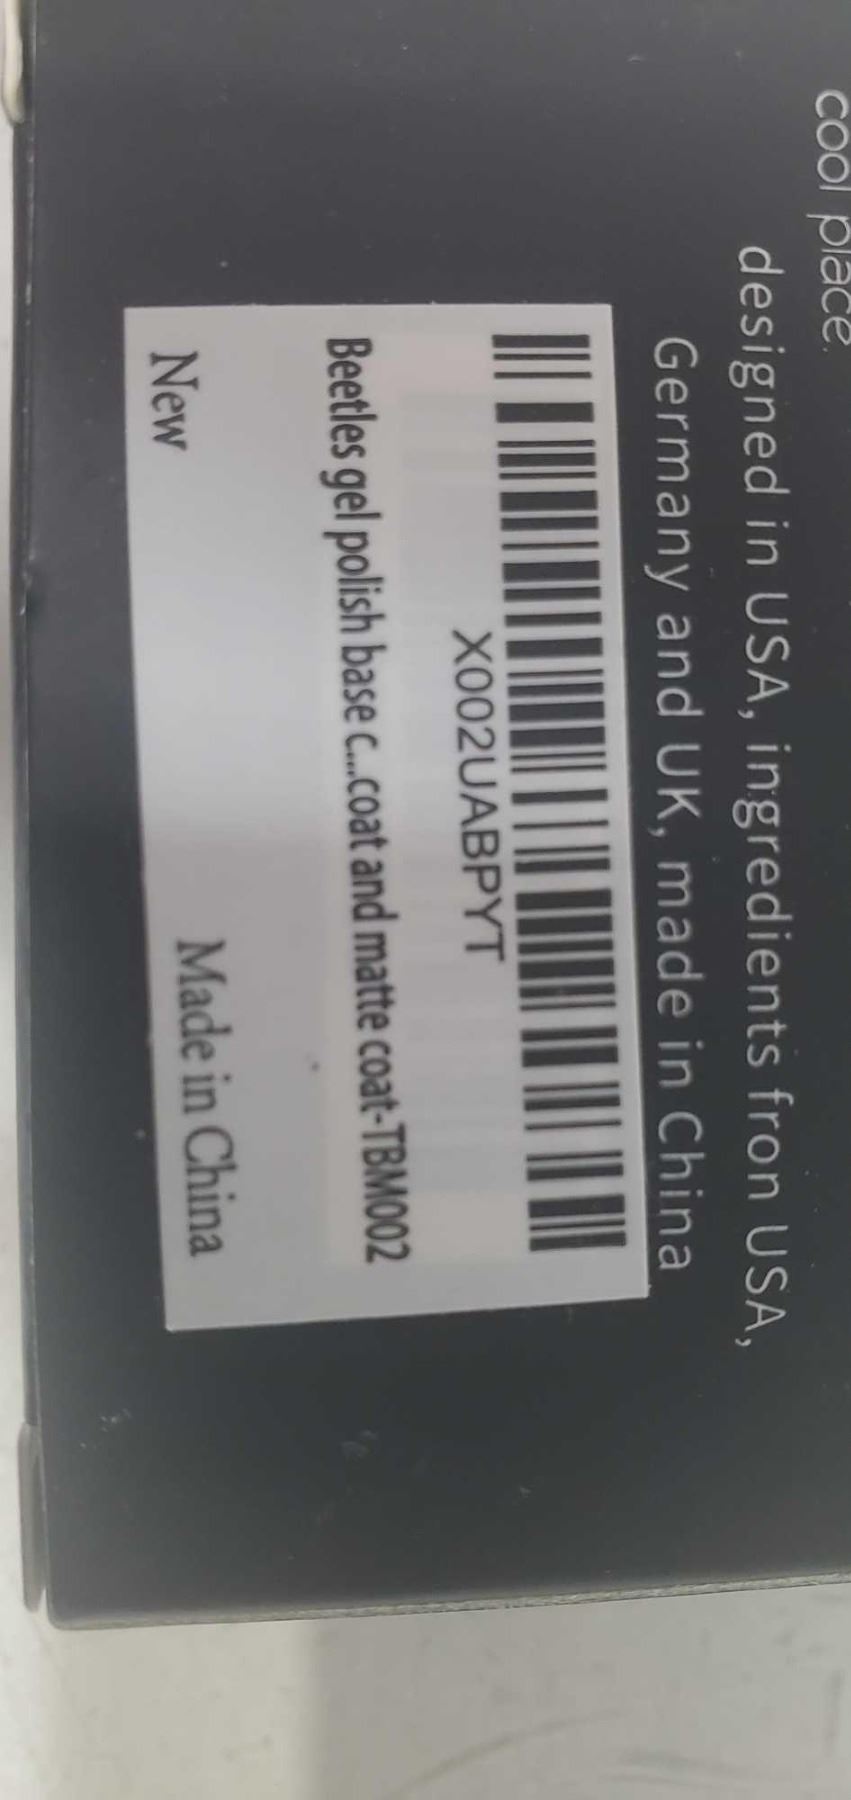 cool place.
designed in USA, ingredients fron USA,
Germany and UK, made in China
X002UABPYT
Beetles gel polish base c...coat and matte coat-TBM002
New
Made in China